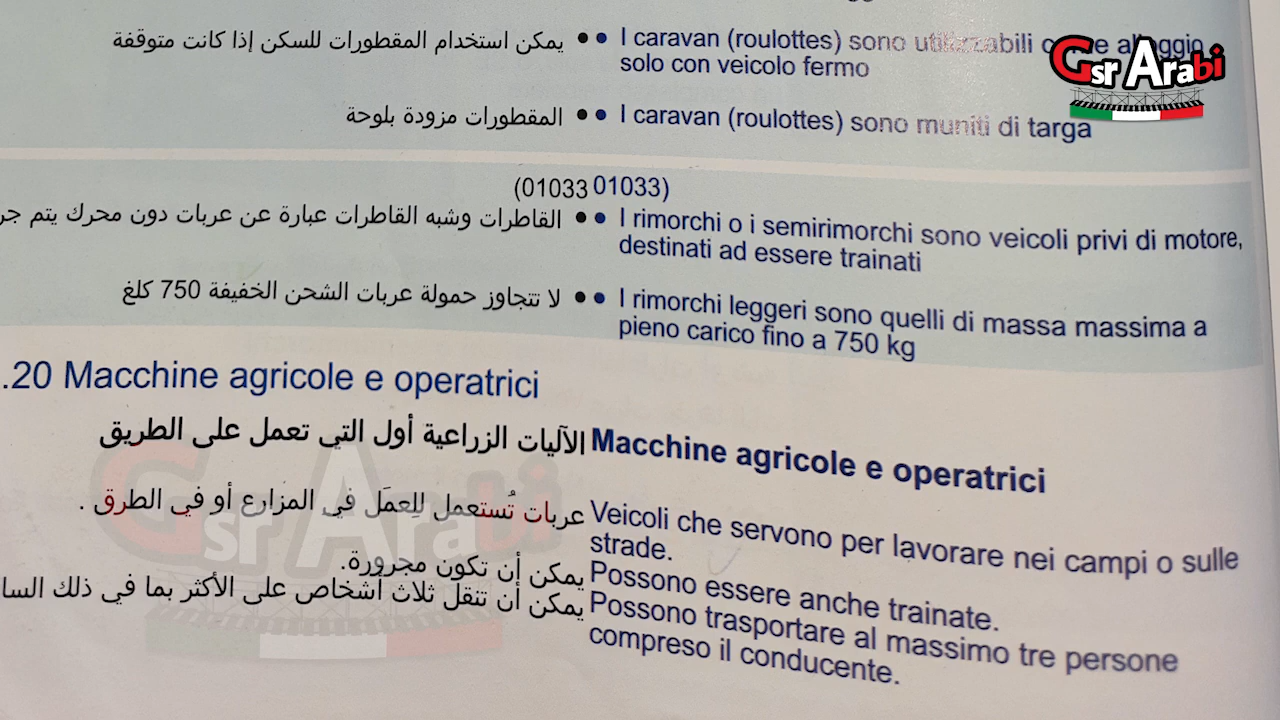 I caravan (roulottes) sono utilizzabili come alloggio
يمكن استخدام المقطورات للسكن إذا كانت متوقفة
solo con veicolo fermo
I caravan (roulottes) sono muniti di targa
المقطورات مزودة بلوحة
Gsr Arabi
(01033 01033)
I rimorchi o i semirimorchi sono veicoli privi di motore,
القاطرات وشبه القاطرات عبارة عن عربات دون محرك يتم
destinati ad essere trainati
I rimorchi leggeri sono quelli di massa massima a
لا تتجاوز حمولة عربات الشحن الخفيفة 750 كلغ
pieno carico fino a 750 kg
.20 Macchine agricole e operatrici
Macchine agricole e operatrici
الآليات الزراعية أول التي تعمل على الطريق
Veicoli che servono per lavorare nei campi o sulle
عربات تُستعمل لِلعمَل في المزارع أو في الطرق .
strade.
Possono essere anche trainate.
يمكن أن تكون مجرورة.
Possono trasportare al massimo tre persone
يمكن أن تنقل ثلاث أشخاص على الأكثر بما في ذلك
compreso il conducente.
Gsr Arabi